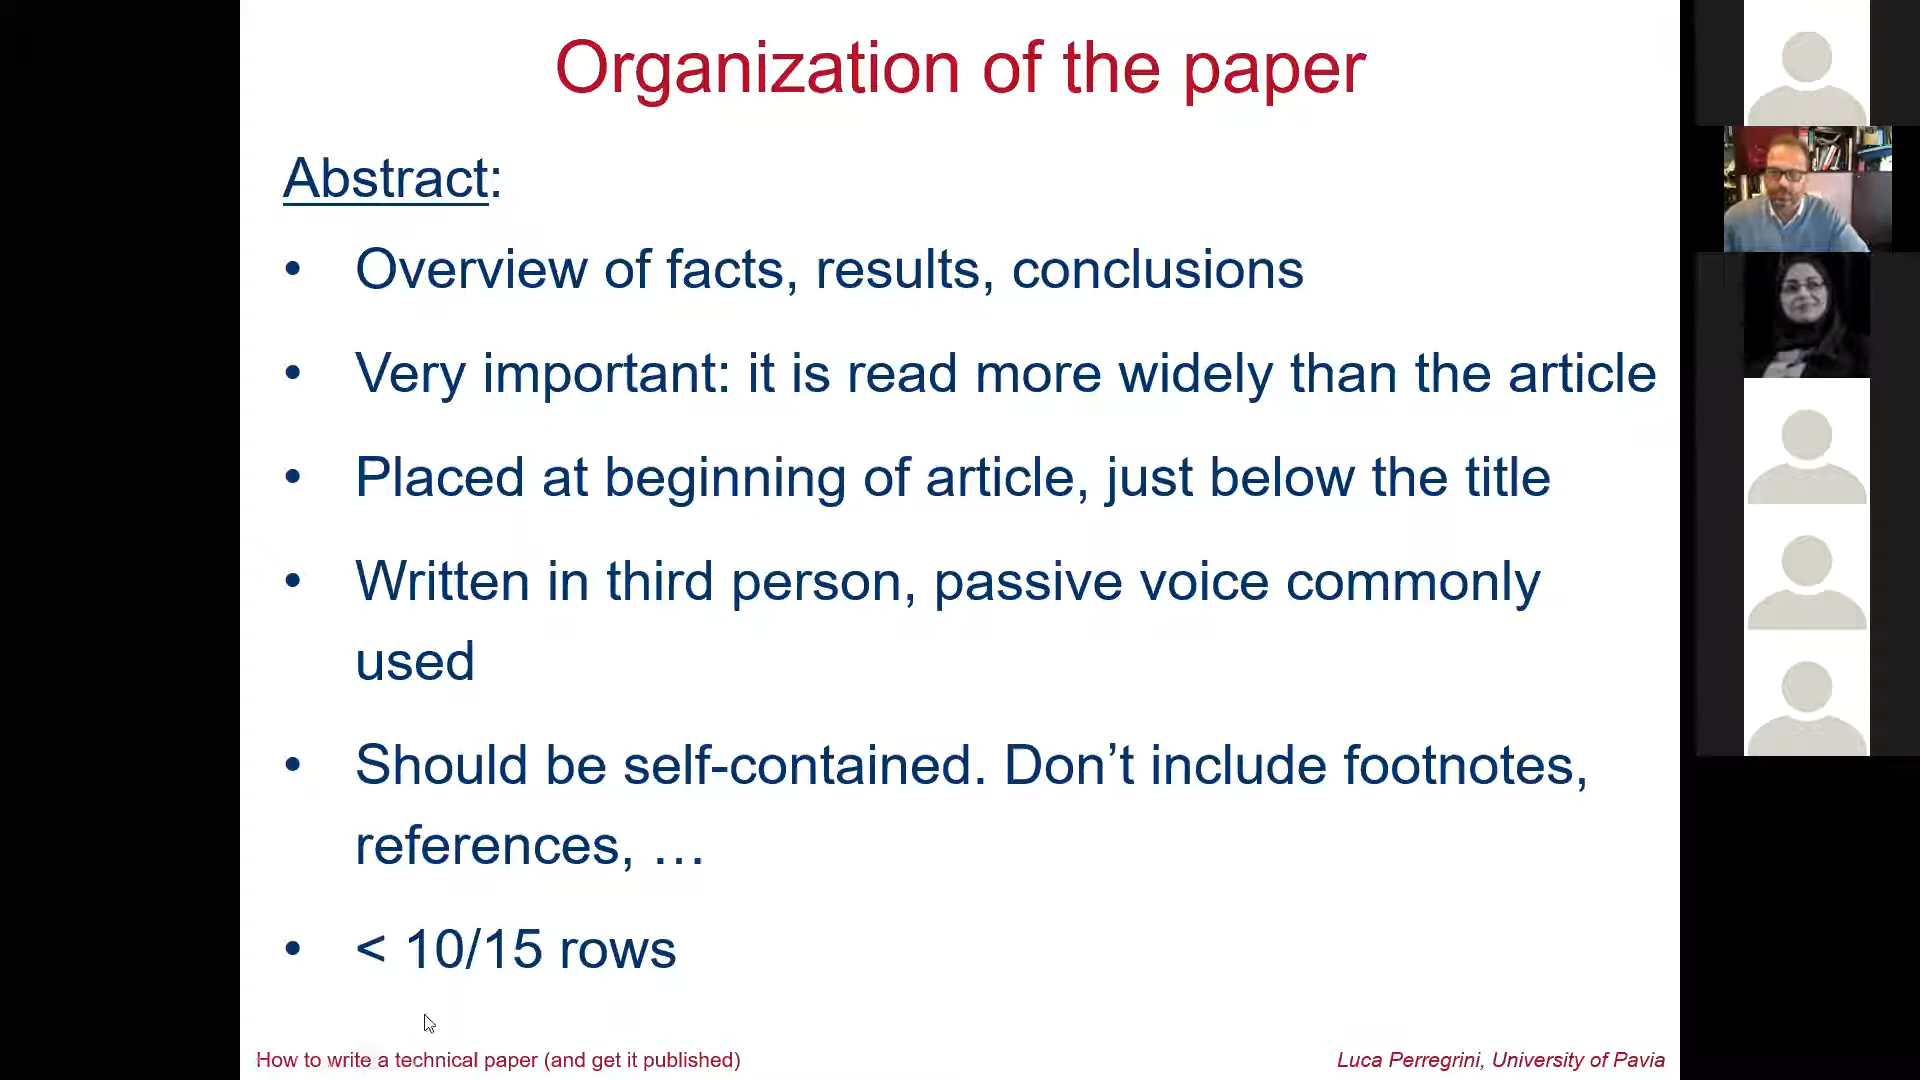 Organization of the paper
Abstract:
• Overview of facts, results, conclusions
• Very important: it is read more widely than the article
• Placed at beginning of article, just below the title
• Written in third person, passive voice commonly
used
• Should be self-contained. Don’t include footnotes,
references, …
• < 10/15 rows
How to write a technical paper (and get it published)
Luca Perregrini, University of Pavia